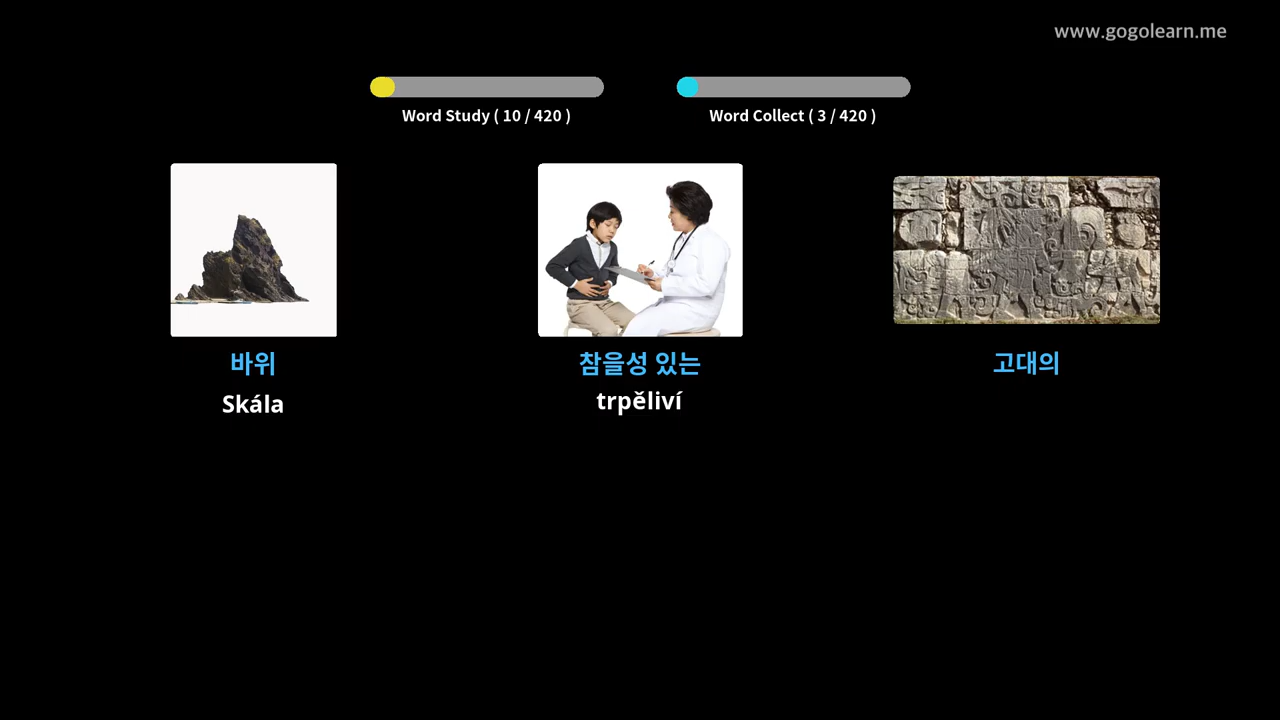 www.gogolearn.me
Word Study ( 10 / 420 )
Word Collect ( 3 / 420 )
바위
Skála
참을성 있는
trpěliví
고대의